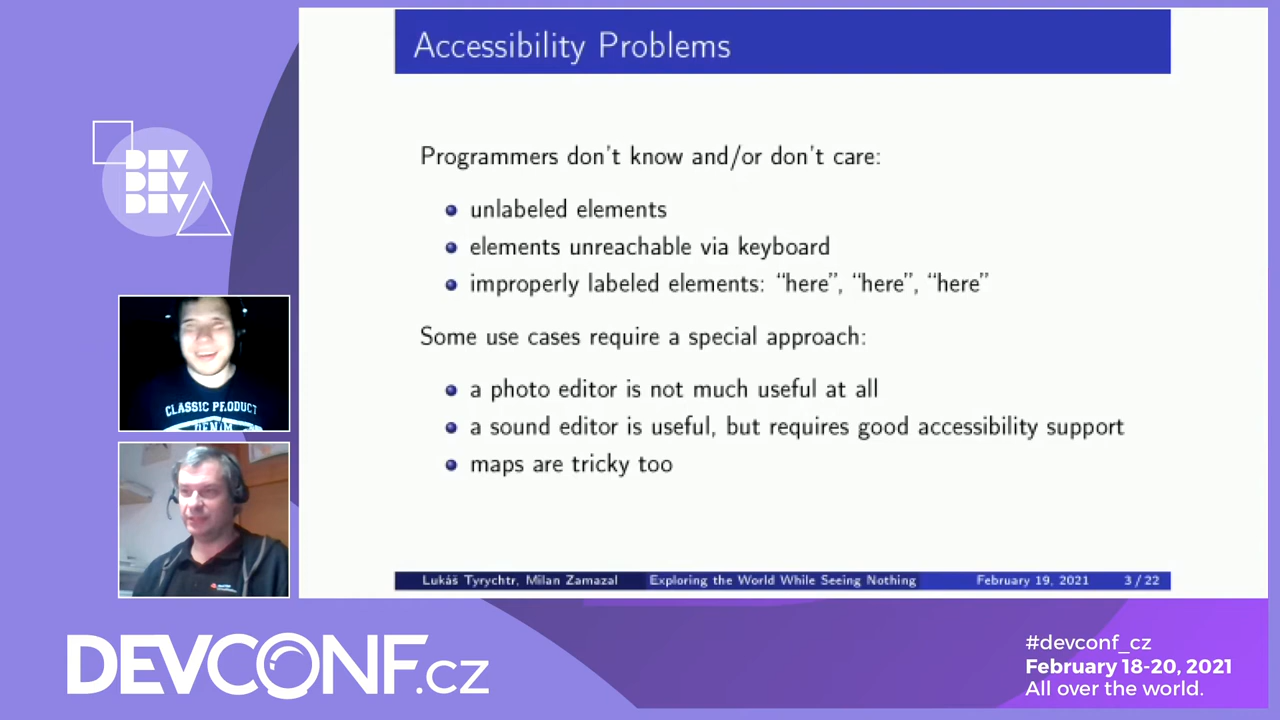 Accessibility Problems
Programmers don't know and/or don't care:
unlabeled elements
elements unreachable via keyboard
improperly labeled elements: “here”, “here”, “here”
Some use cases require a special approach:
a photo editor is not much useful at all
a sound editor is useful, but requires good accessibility support
maps are tricky too
Lukáš Tyrychtr, Milan Zamazal Exploring the World While Seeing Nothing February 19, 2021 3 / 22
DEV
DEV
DEV
CLASSIC PRODUCT
DENIM
DEVCONF.cz
#devconf_cz
February 18-20, 2021
All over the world.